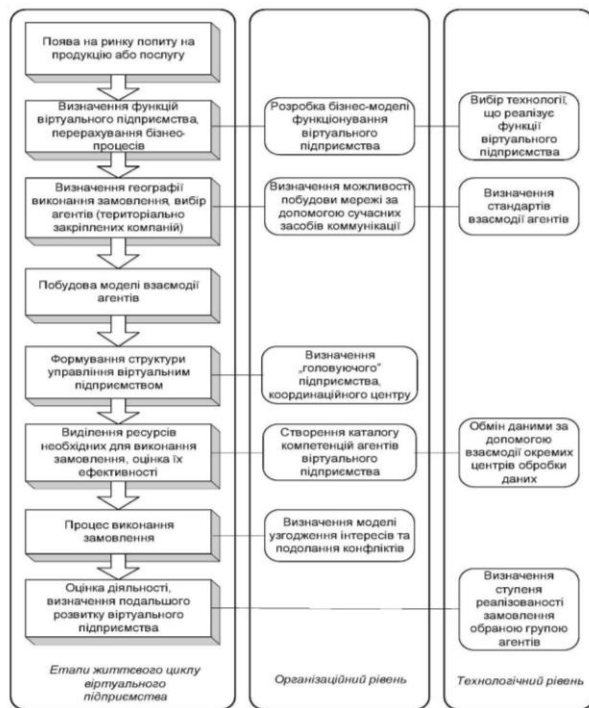 Поява на ринку попиту на
продукцію або послугу
Визначення функцій
віртуального підприємства,
перерахування бізнес-
процесів
Розробка бізнес-моделі
функціонування
віртуального
підприємства
Вибір технології,
що реалізує
функції
віртуального
підприємства
Визначення географії
виконання замовлення, вибір
агентів (територіально
закріплених компаній)
Визначення можливості
побудови мережі за
допомогою сучасних
засобів коммунікації
Визначення
стандартів
взаємодії агентів
Побудова моделі взаємодії
агентів
Формування структури
управління віртуальним
підприємством
Визначення
„головуючого”
підприємства,
координаційного центру
Виділення ресурсів
необхідних для виконання
замовлення, оцінка їх
ефективності
Створення каталогу
компетенцій агентів
віртуального
підприємства
Обмін даними за
допомогою
взаємодії окремих
центрів обробки
даних
Процес виконання
замовлення
Визначення моделі
узгодження інтересів та
подолання конфліктів
Оцінка діяльності,
визначення подальшого
розвитку віртуального
підприємства
Визначення
ступеня
реалізованості
замовлення
обраною групою
агентів
Етапи життєвого циклу
віртуального
підприємства
Організаційний рівень
Технологічний рівень